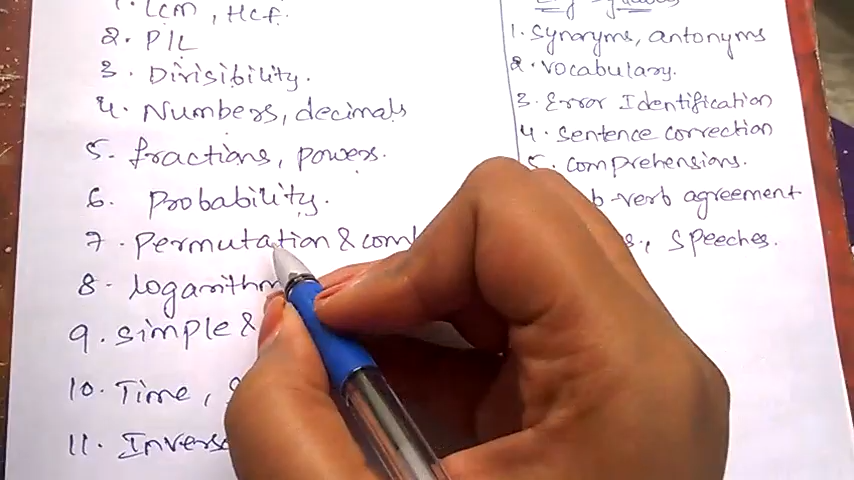 1. LCM, HCF.
2. P/L
3. Divisibility.
4. Numbers, decimals
5. fractions, powers.
6. Probability.
7. Permutation &
8. logarithm
9. simple &
10. Time,
11. Inverse
1. Synonyms, antonyms
2. vocabulary.
3. Error Identification
4. sentence correction
5. comprehensions.
verb agreement
speeches.